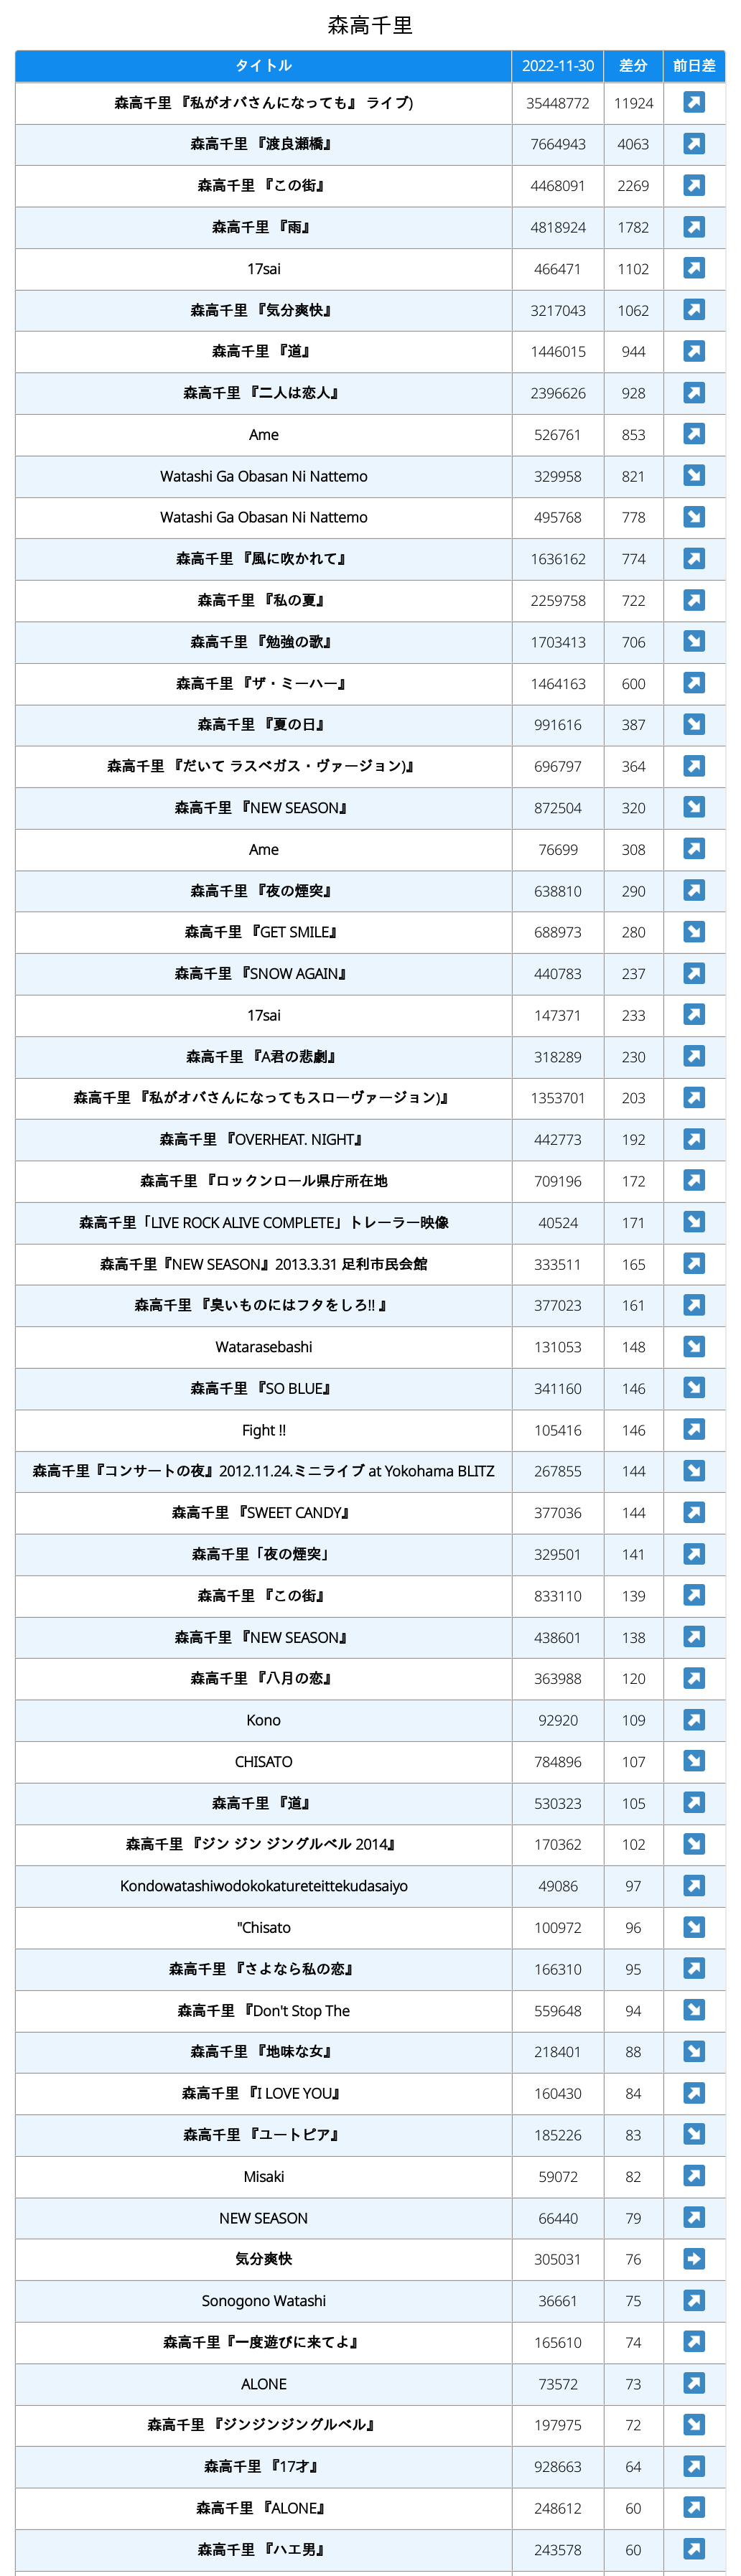 森高千里
タイトル 2022-11-30 差分 前日差
森高千里 『私がオバさんになっても』 ライブ) 35448772 11924
森高千里 『渡良瀬橋』 7664943 4063
森高千里 『この街』 4468091 2269
森高千里 『雨』 4818924 1782
17sai 466471 1102
森高千里 『気分爽快』 3217043 1062
森高千里 『道』 1446015 944
森高千里 『二人は恋人』 2396626 928
Ame 526761 853
Watashi Ga Obasan Ni Nattemo 329958 821
Watashi Ga Obasan Ni Nattemo 495768 778
森高千里 『風に吹かれて』 1636162 774
森高千里 『私の夏』 2259758 722
森高千里 『勉強の歌』 1703413 706
森高千里 『ザ・ミーハー』 1464163 600
森高千里 『夏の日』 991616 387
森高千里 『だいて ラスベガス・ヴァージョン)』 696797 364
森高千里 『NEW SEASON』 872504 320
Ame 76699 308
森高千里 『夜の煙突』 638810 290
森高千里 『GET SMILE』 688973 280
森高千里 『SNOW AGAIN』 440783 237
17sai 147371 233
森高千里 『A君の悲劇』 318289 230
森高千里 『私がオバさんになってもスローヴァージョン)』 1353701 203
森高千里 『OVERHEAT. NIGHT』 442773 192
森高千里 『ロックンロール県庁所在地 709196 172
森高千里「LIVE ROCK ALIVE COMPLETE」トレーラー映像 40524 171
森高千里『NEW SEASON』2013.3.31 足利市民会館 333511 165
森高千里 『臭いものにはフタをしろ!! 』 377023 161
Watarasebashi 131053 148
森高千里 『SO BLUE』 341160 146
Fight !! 105416 146
森高千里『コンサートの夜』2012.11.24.ミニライブ at Yokohama BLITZ 267855 144
森高千里 『SWEET CANDY』 377036 144
森高千里「夜の煙突」 329501 141
森高千里 『この街』 833110 139
森高千里 『NEW SEASON』 438601 138
森高千里 『八月の恋』 363988 120
Kono 92920 109
CHISATO 784896 107
森高千里 『道』 530323 105
森高千里 『ジン ジン ジングルベル 2014』 170362 102
Kondowatashiwodokokatureteittekudasaiyo 49086 97
"Chisato 100972 96
森高千里 『さよなら私の恋』 166310 95
森高千里 『Don't Stop The 559648 94
森高千里 『地味な女』 218401 88
森高千里 『I LOVE YOU』 160430 84
森高千里 『ユートピア』 185226 83
Misaki 59072 82
NEW SEASON 66440 79
気分爽快 305031 76
Sonogono Watashi 36661 75
森高千里『一度遊びに来てよ』 165610 74
ALONE 73572 73
森高千里 『ジンジンジングルベル』 197975 72
森高千里 『17才』 928663 64
森高千里 『ALONE』 248612 60
森高千里 『ハエ男』 243578 60